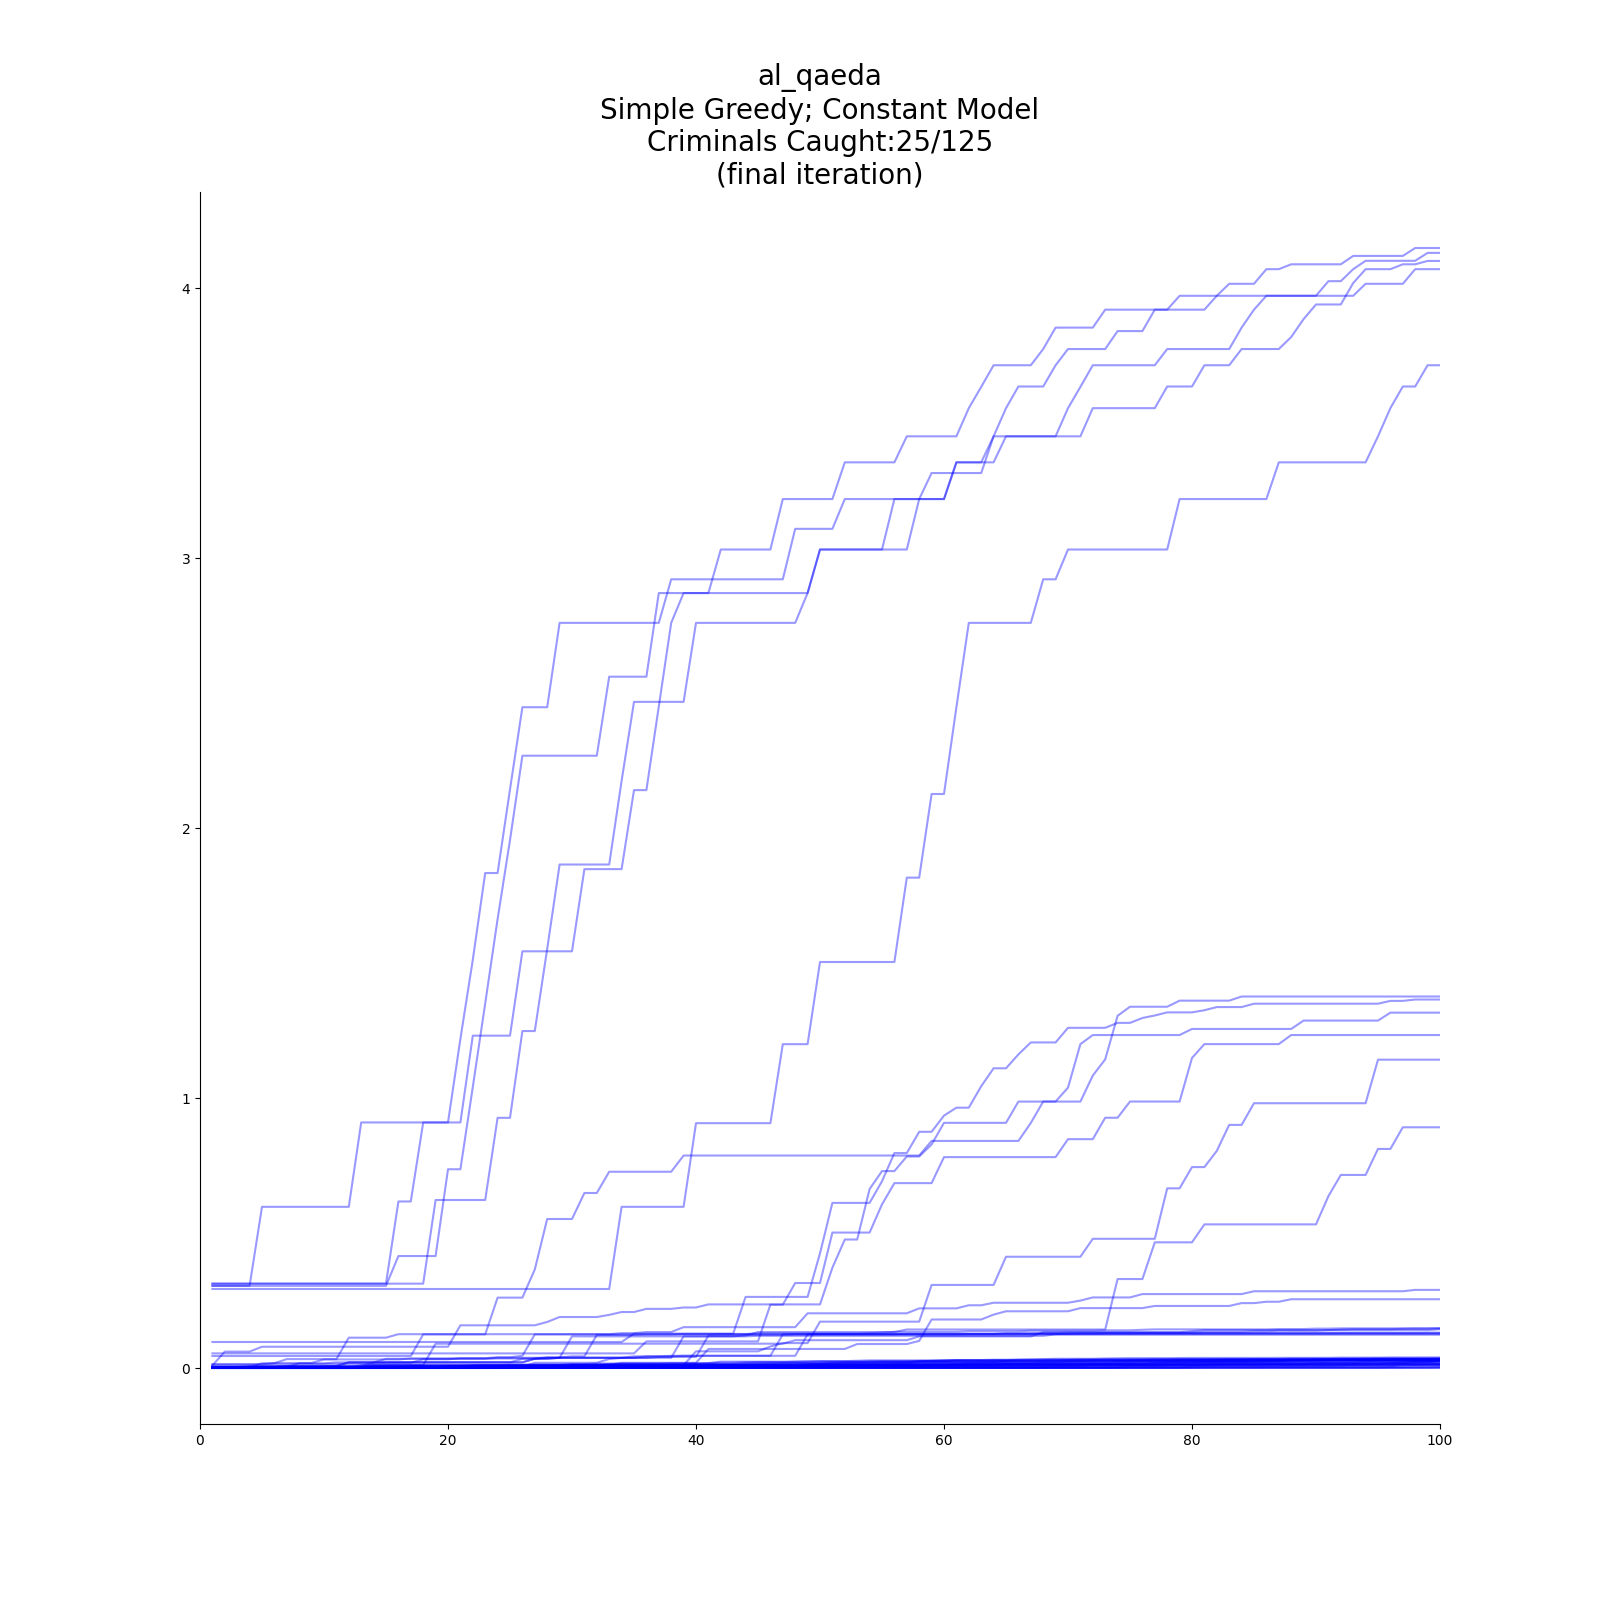 al_qaeda
Simple Greedy; Constant Model
Criminals Caught:25/125
(final iteration)
4
3
2
1
0
0 20 40 60 80 100